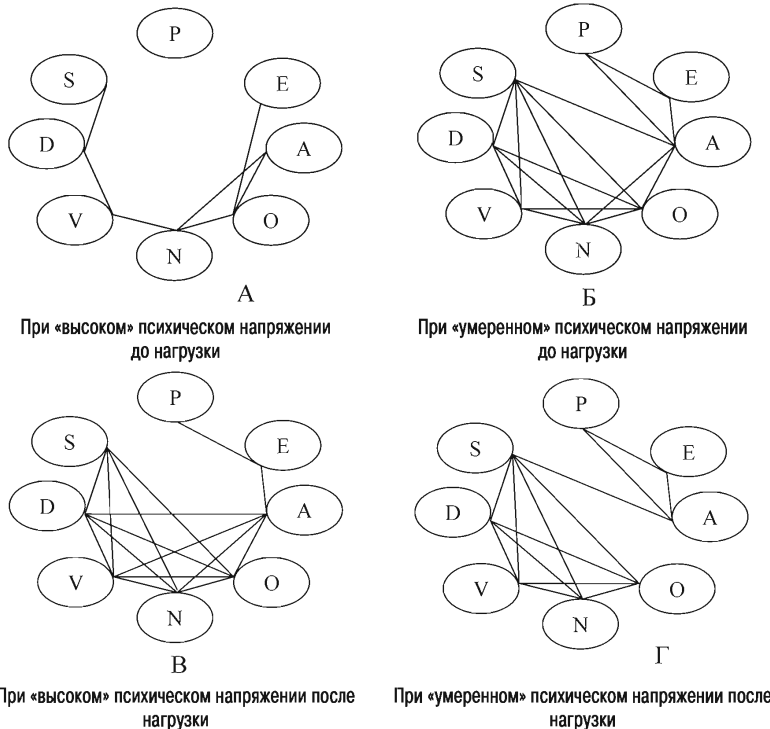 P
S
E
D
A
V
O
N
А
При «высоком» психическом напряжении
до нагрузки
P
S
E
D
A
V
O
N
Б
При «умеренном» психическом напряжении
до нагрузки
P
S
E
D
A
V
O
N
В
При «высоком» психическом напряжении после
нагрузки
P
S
E
D
A
V
O
N
Г
При «умеренном» психическом напряжении после
нагрузки